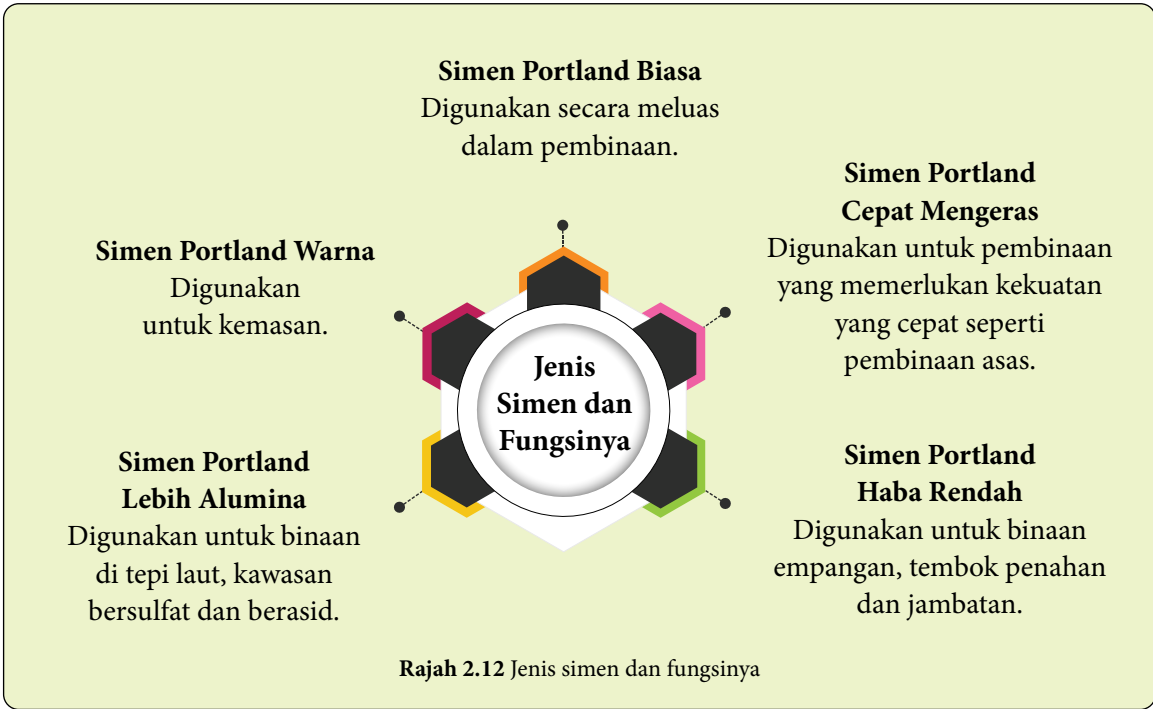 Simen Portland Biasa
Digunakan secara meluas
dalam pembinaan.
Simen Portland
Cepat Mengeras
Digunakan untuk pembinaan
yang memerlukan kekuatan
yang cepat seperti
pembinaan asas.
Simen Portland Warna
Digunakan
untuk kemasan.
Jenis
Simen dan
Fungsinya
Simen Portland
Lebih Alumina
Digunakan untuk binaan
di tepi laut, kawasan
bersulfat dan berasid.
Simen Portland
Haba Rendah
Digunakan untuk binaan
empangan, tembok penahan
dan jambatan.
Rajah 2.12 Jenis simen dan fungsinya